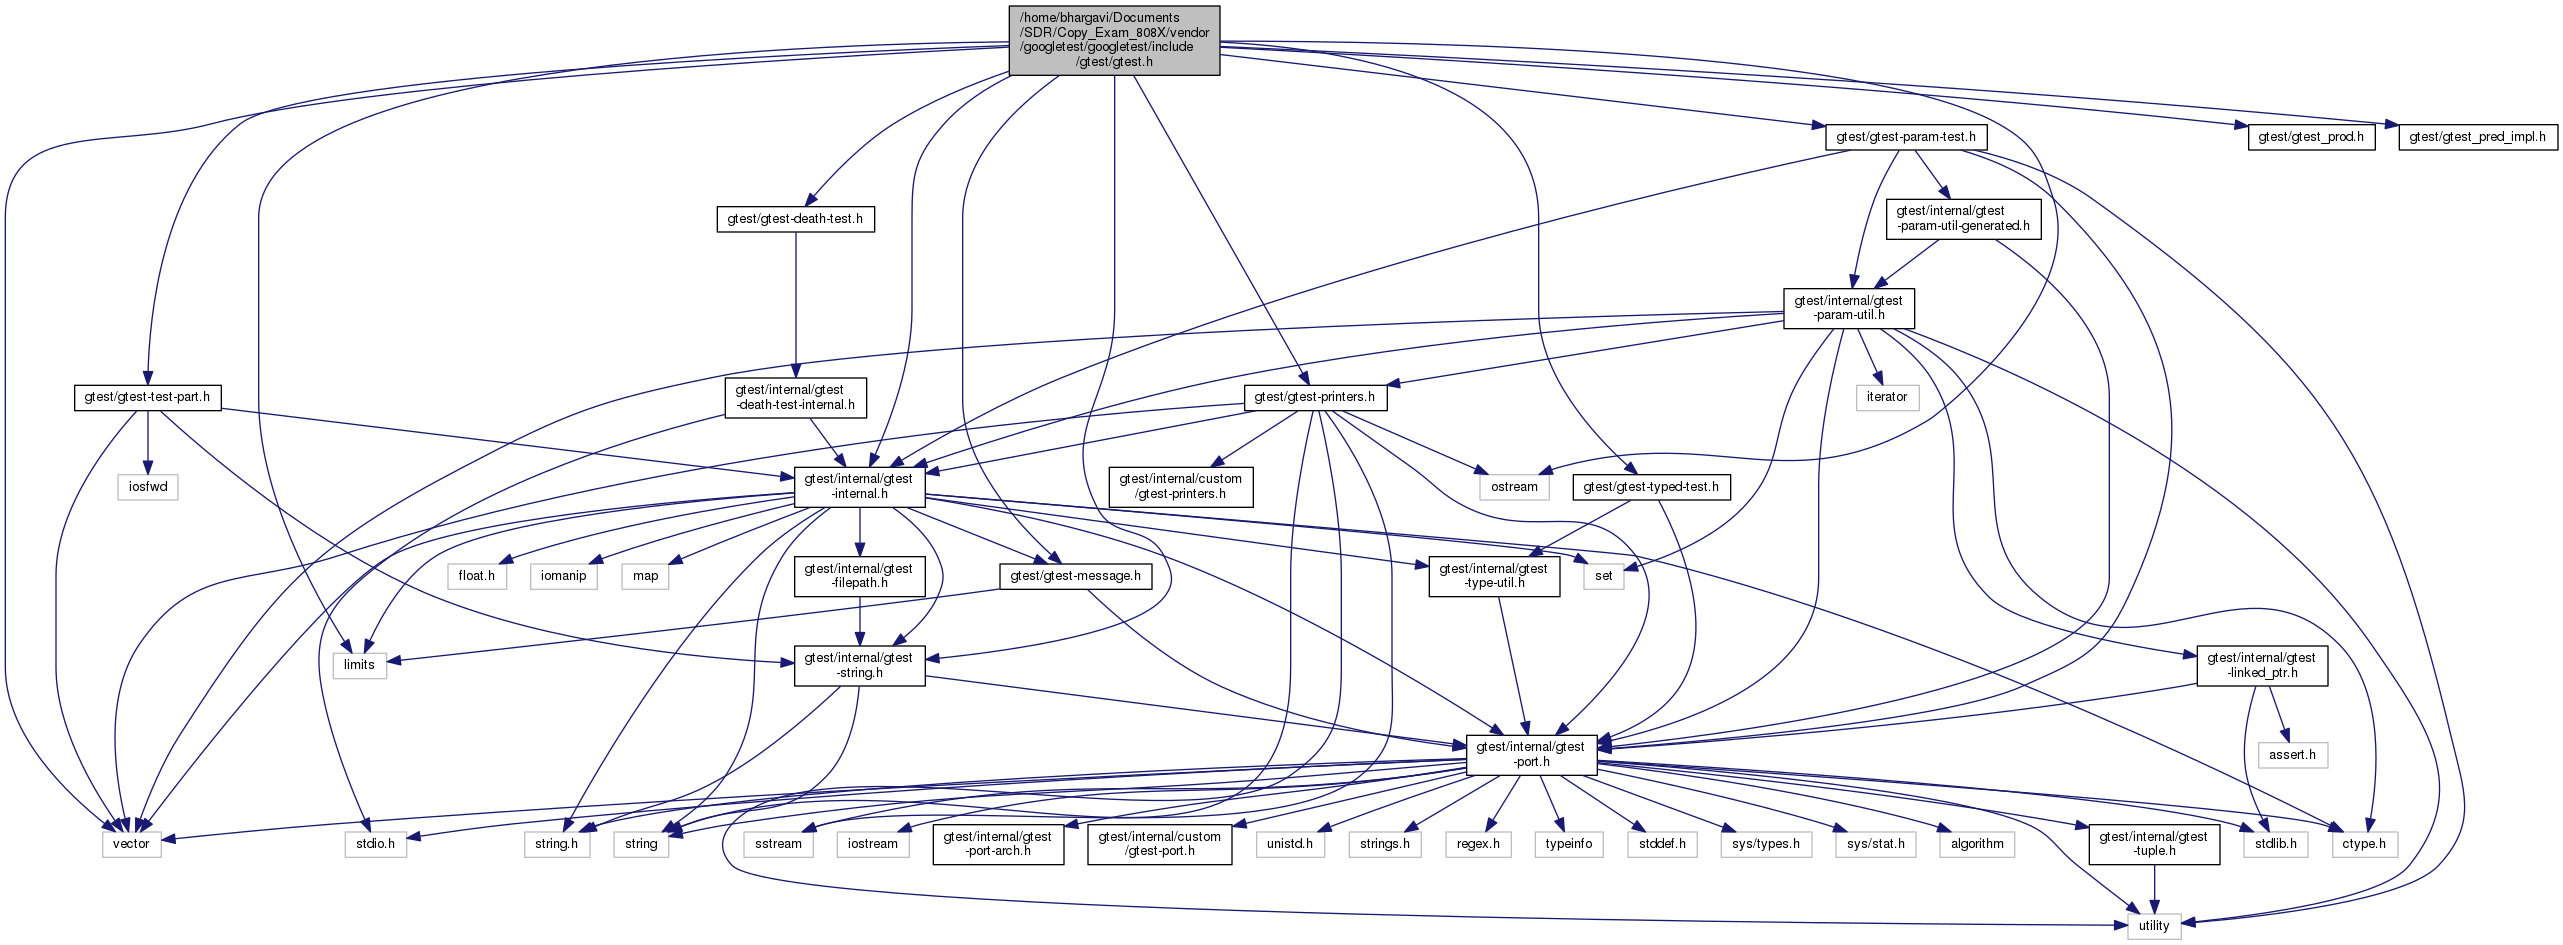 /home/bhargavi/Documents
/SDR/Copy_Exam_808X/vendor
/googletest/googletest/include
/gtest/gtest.h
gtest/gtest-param-test.h
gtest/gtest_prod.h
gtest/gtest_pred_impl.h
gtest/gtest-death-test.h
gtest/internal/gtest
-param-util-generated.h
gtest/internal/gtest
-param-util.h
gtest/gtest-test-part.h
gtest/internal/gtest
-death-test-internal.h
gtest/gtest-printers.h
iterator
iosfwd
gtest/internal/gtest
-internal.h
gtest/internal/custom
/gtest-printers.h
ostream
gtest/gtest-typed-test.h
float.h
iomanip
map
gtest/internal/gtest
-filepath.h
gtest/gtest-message.h
gtest/internal/gtest
-type-util.h
set
limits
gtest/internal/gtest
-string.h
gtest/internal/gtest
-linked_ptr.h
gtest/internal/gtest
-port.h
assert.h
vector
stdio.h
string.h
string
sstream
iostream
gtest/internal/gtest
-port-arch.h
gtest/internal/custom
/gtest-port.h
unistd.h
strings.h
regex.h
typeinfo
stddef.h
sys/types.h
sys/stat.h
algorithm
gtest/internal/gtest
-tuple.h
stdlib.h
ctype.h
utility